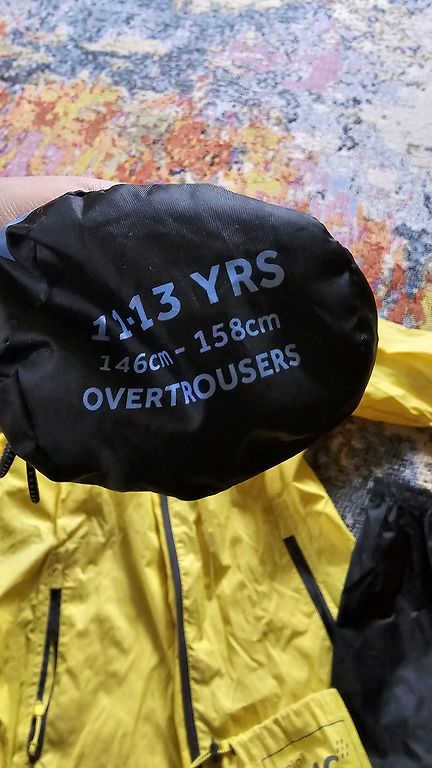 11-13 YRS
146cm - 158cm
OVERTROUSERS